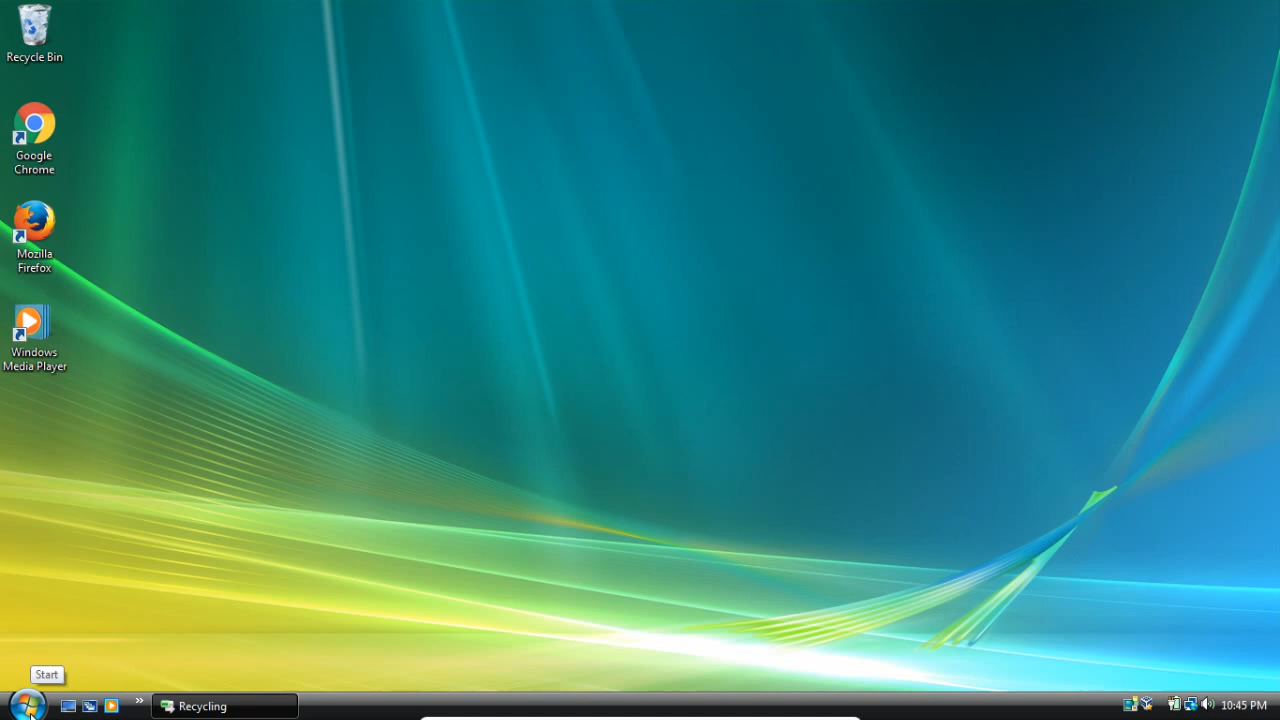 Recycle Bin
Google
Chrome
Mozilla
Firefox
Windows
Media Player
Start
»
Recycling
10:45 PM